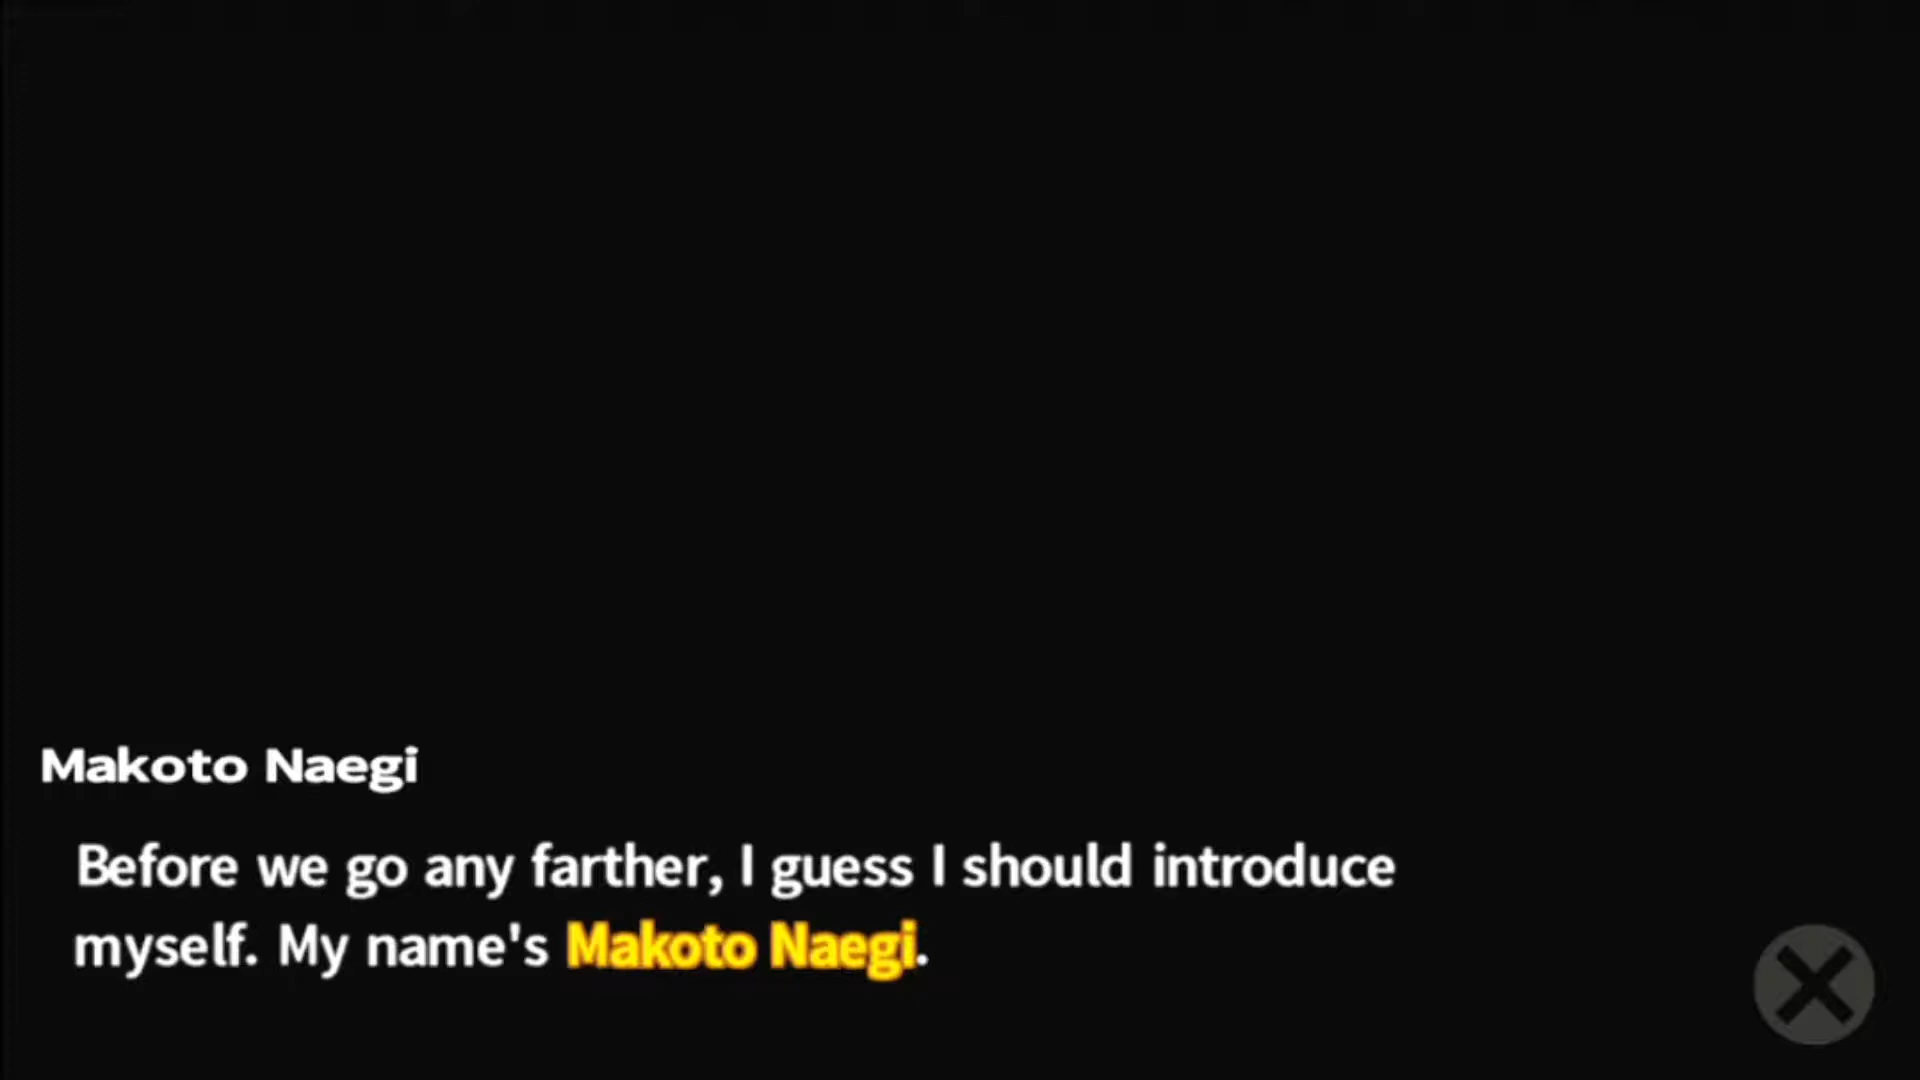 Makoto Naegi
Before we go any farther, I guess I should introduce
myself. My name's Makoto Naegi.